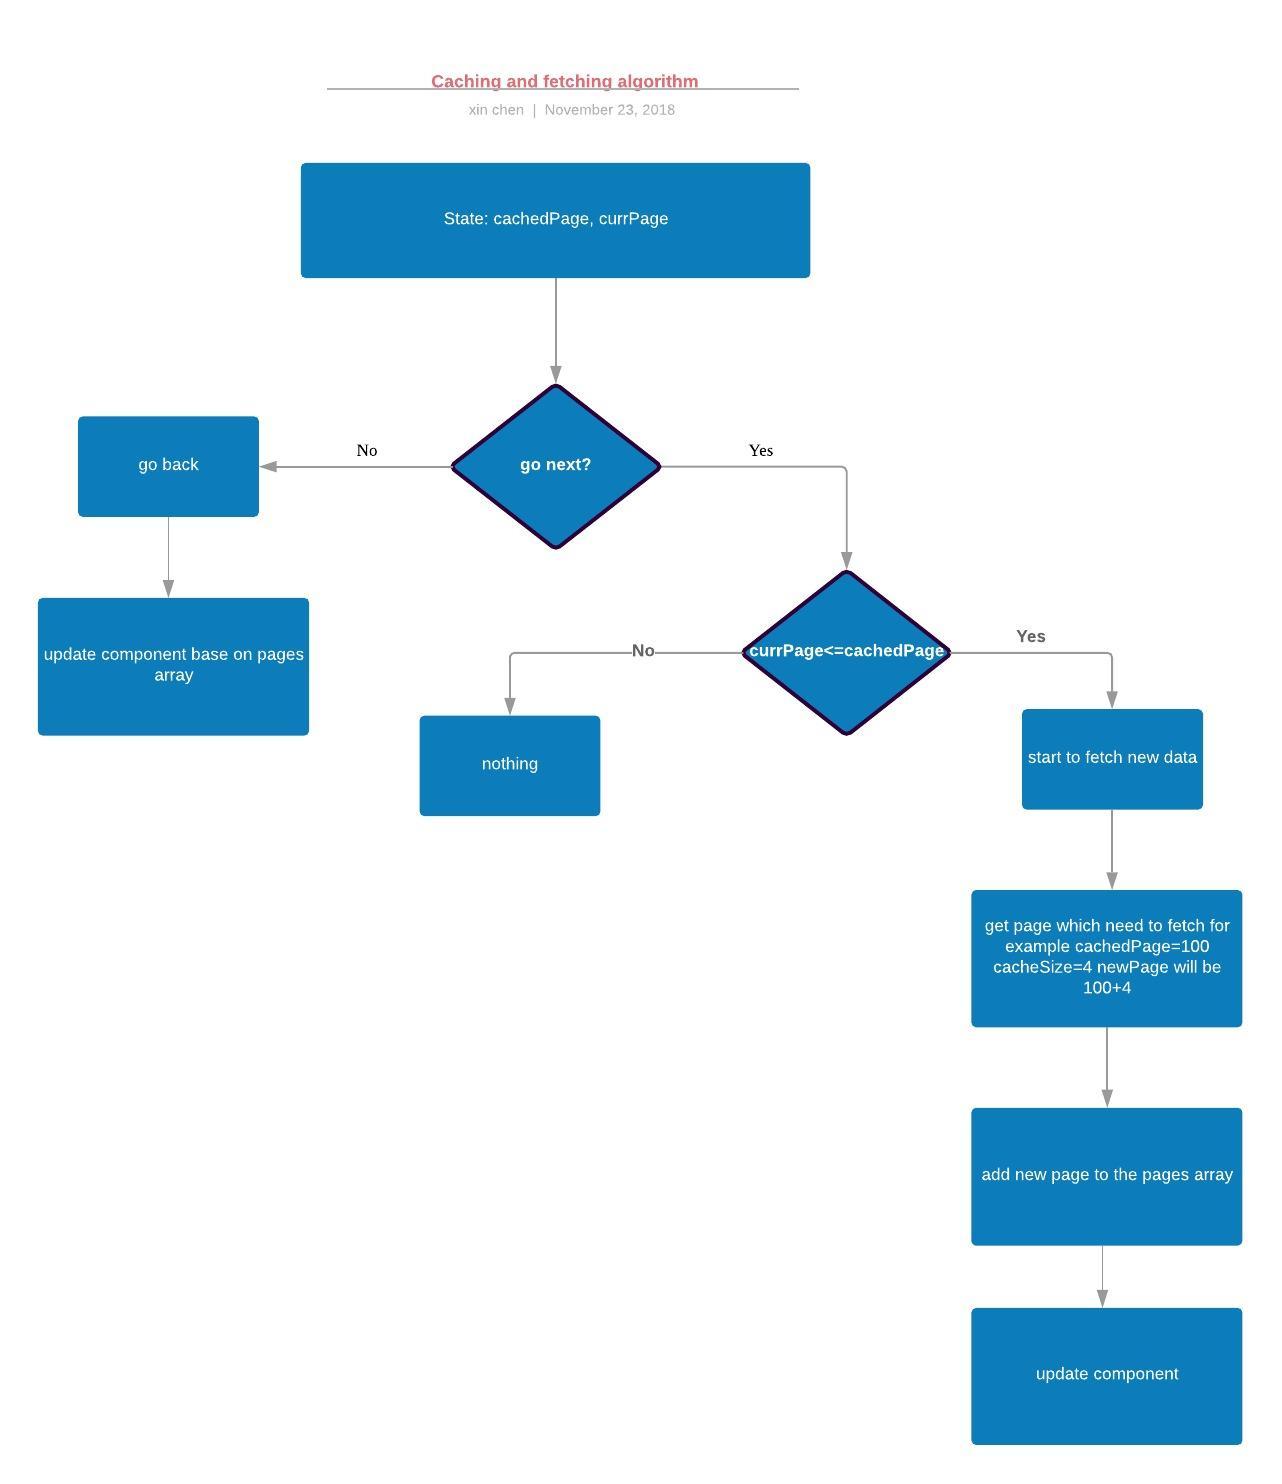 Caching and fetching algorithm
xin chen | November 23, 2018
State: cachedPage, currPage
No
Yes
go back
go next?
No
currPage<=cachedPage
Yes
update component base on pages
array
nothing
start to fetch new data
get page which need to fetch for
example cachedPage=100
cacheSize=4 newPage will be
100+4
add new page to the pages array
update component